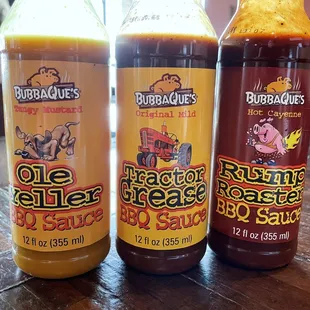 BUBBAQUE'S
Tangy Mustard
Ole
Yeller
BBQ Sauce
12 fl oz (355 ml)
BUBBAQUE'S
Original Mild
Tractor
Grease
BBQ Sauce
12 fl oz (355 ml)
BUBBAQUE'S
Hot Cayenne
Rump
Roaster
BBQ Sauce
12 fl oz (355 ml)